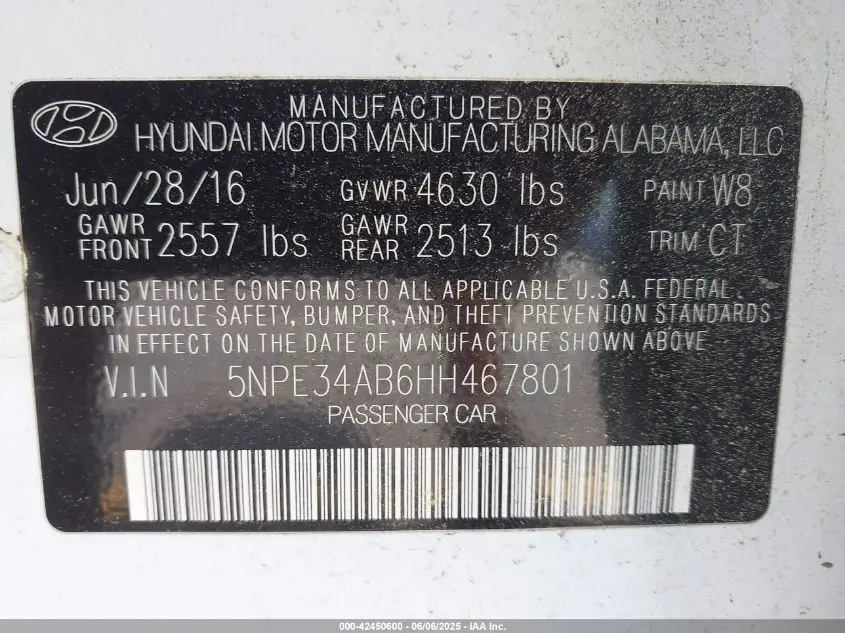 MANUFACTURED BY
HYUNDAI MOTOR MANUFACTURING ALABAMA, LLC
Jun/28/16 GVWR 4630 lbs PAINT W8
GAWR FRONT 2557 lbs GAWR REAR 2513 lbs TRIM CT
THIS VEHICLE CONFORMS TO ALL APPLICABLE U.S.A. FEDERAL
MOTOR VEHICLE SAFETY, BUMPER, AND THEFT PREVENTION STANDARDS
IN EFFECT ON THE DATE OF MANUFACTURE SHOWN ABOVE
V.I.N 5NPE34AB6HH467801
PASSENGER CAR
000-42450600 - 06/06/2025 - IAA Inc.